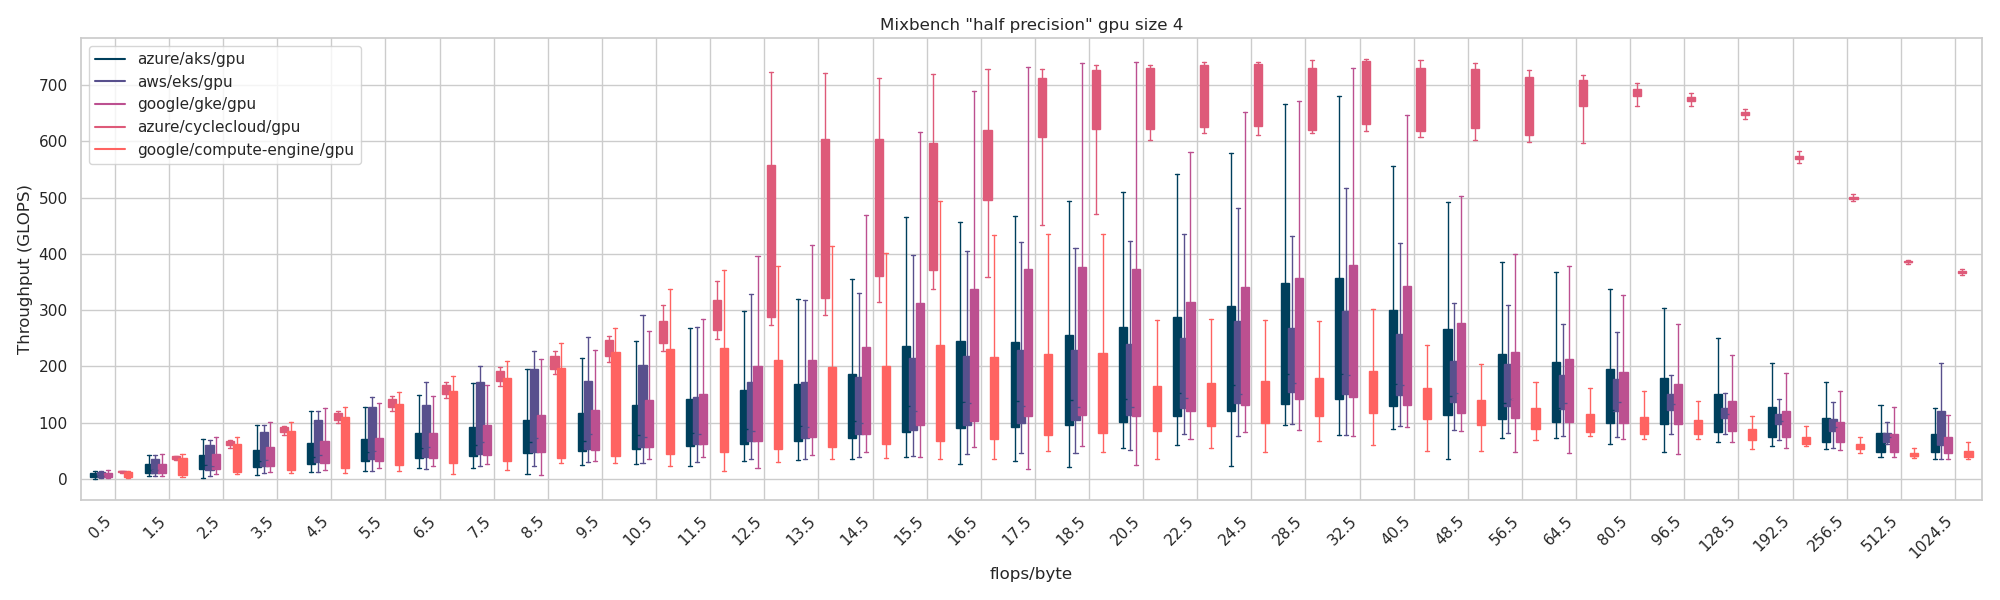 Mixbench "half precision" gpu size 4
azure/aks/gpu
aws/eks/gpu
google/gke/gpu
azure/cyclecloud/gpu
google/compute-engine/gpu
Throughput (GLOPS)
700
600
500
400
300
200
100
0
0.5 1.5 2.5 3.5 4.5 5.5 6.5 7.5 8.5 9.5 10.5 11.5 12.5 13.5 14.5 15.5 16.5 17.5 18.5 20.5 22.5 24.5 28.5 32.5 40.5 48.5 56.5 64.5 80.5 96.5 128.5 192.5 256.5 512.5 1024.5
flops/byte